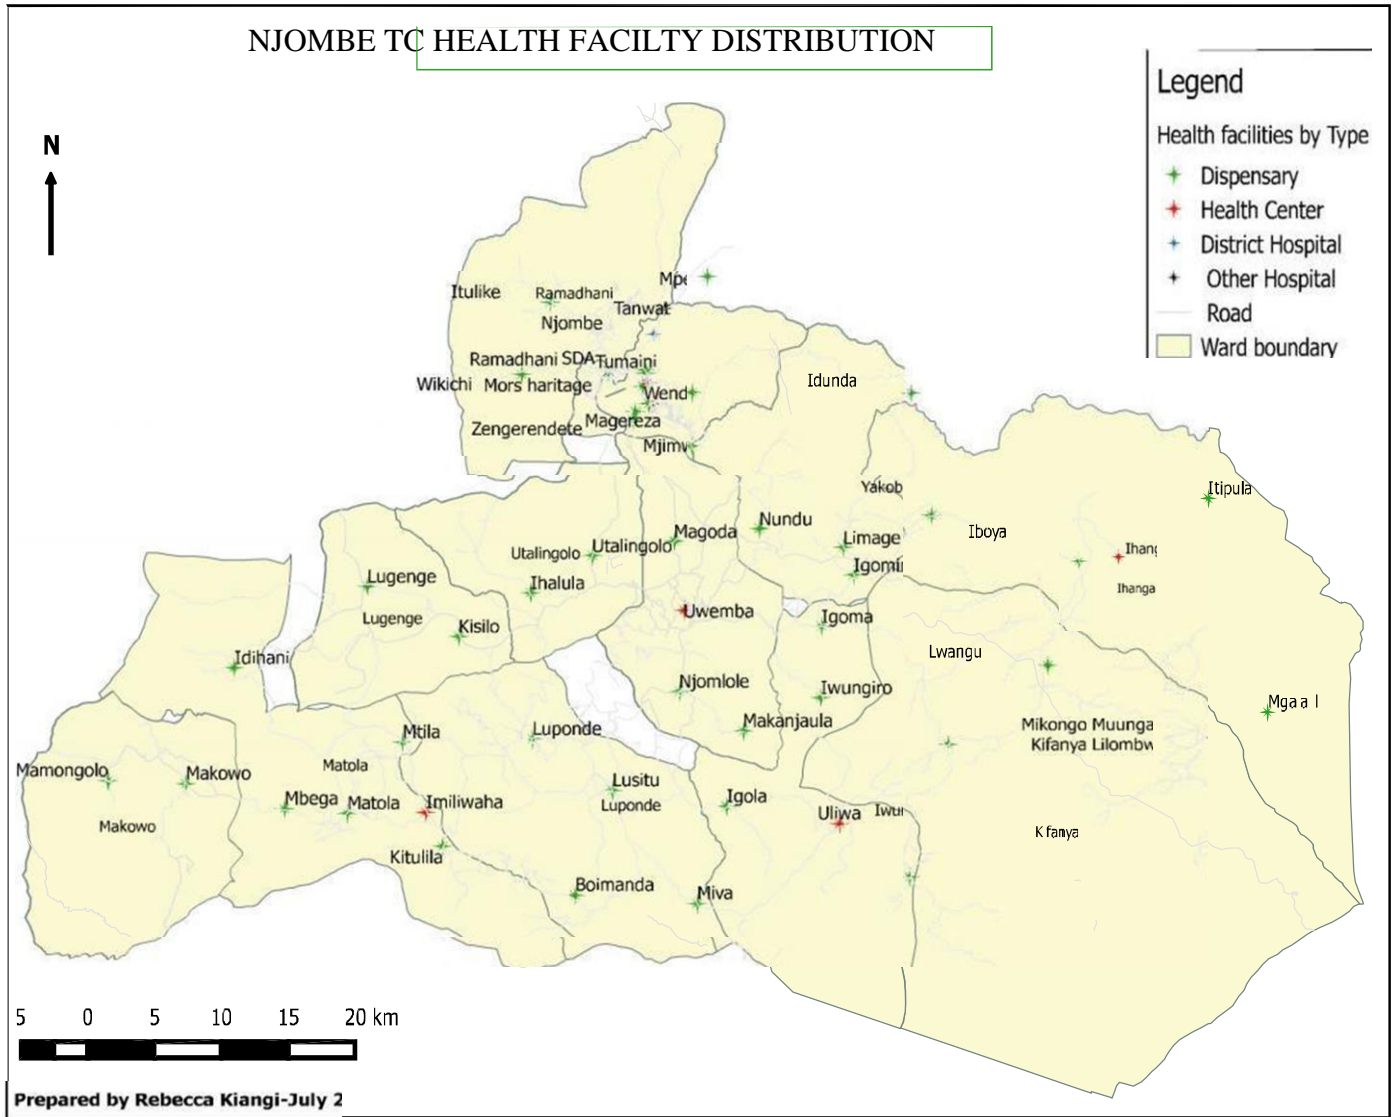 NJOMBE TC HEALTH FACILTY DISTRIBUTION
Legend
Health facilities by Type
Dispensary
Health Center
District Hospital
Other Hospital
Road
Ward boundary
N
Itulike
Ramadhani
Njombe
Tanwat
Ramadhani SDA
Tumaini
Wikichi
Mors haritage
Wend
Zengerendete
Magereza
Idunda
Yakob
Itipula
Nundu
Iboya
Magoda
Limage
Utalingolo
Utalingolo
Ihang
Igomi
Lugenge
Ihalula
Ihanga
Lugenge
Uwemba
Igoma
Kisilo
Lwangu
Idihani
Njomlole
Iwungiro
Mgaa l
Makanjaula
Mikongo Muunga
Kifanya Lilombw
Mtila
Luponde
Mamongolo
Makowo
Matola
Lusitu
Mbega
Matola
Imiliwaha
Luponde
Igola
Uliwa
Makowo
K fanya
Kitulila
Boimanda
Miva
5 0 5 10 15 20 km
Prepared by Rebecca Kiangi-July 2